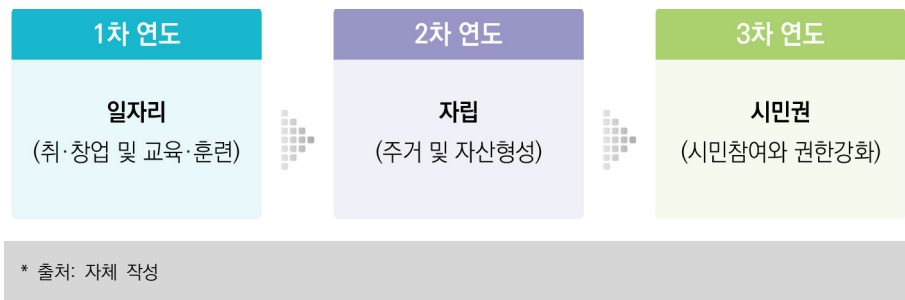 1차 연도
일자리
(취·창업 및 교육·훈련)
2차 연도
자립
(주거 및 자산형성)
3차 연도
시민권
(시민참여와 권한강화)
* 출처: 자체 작성